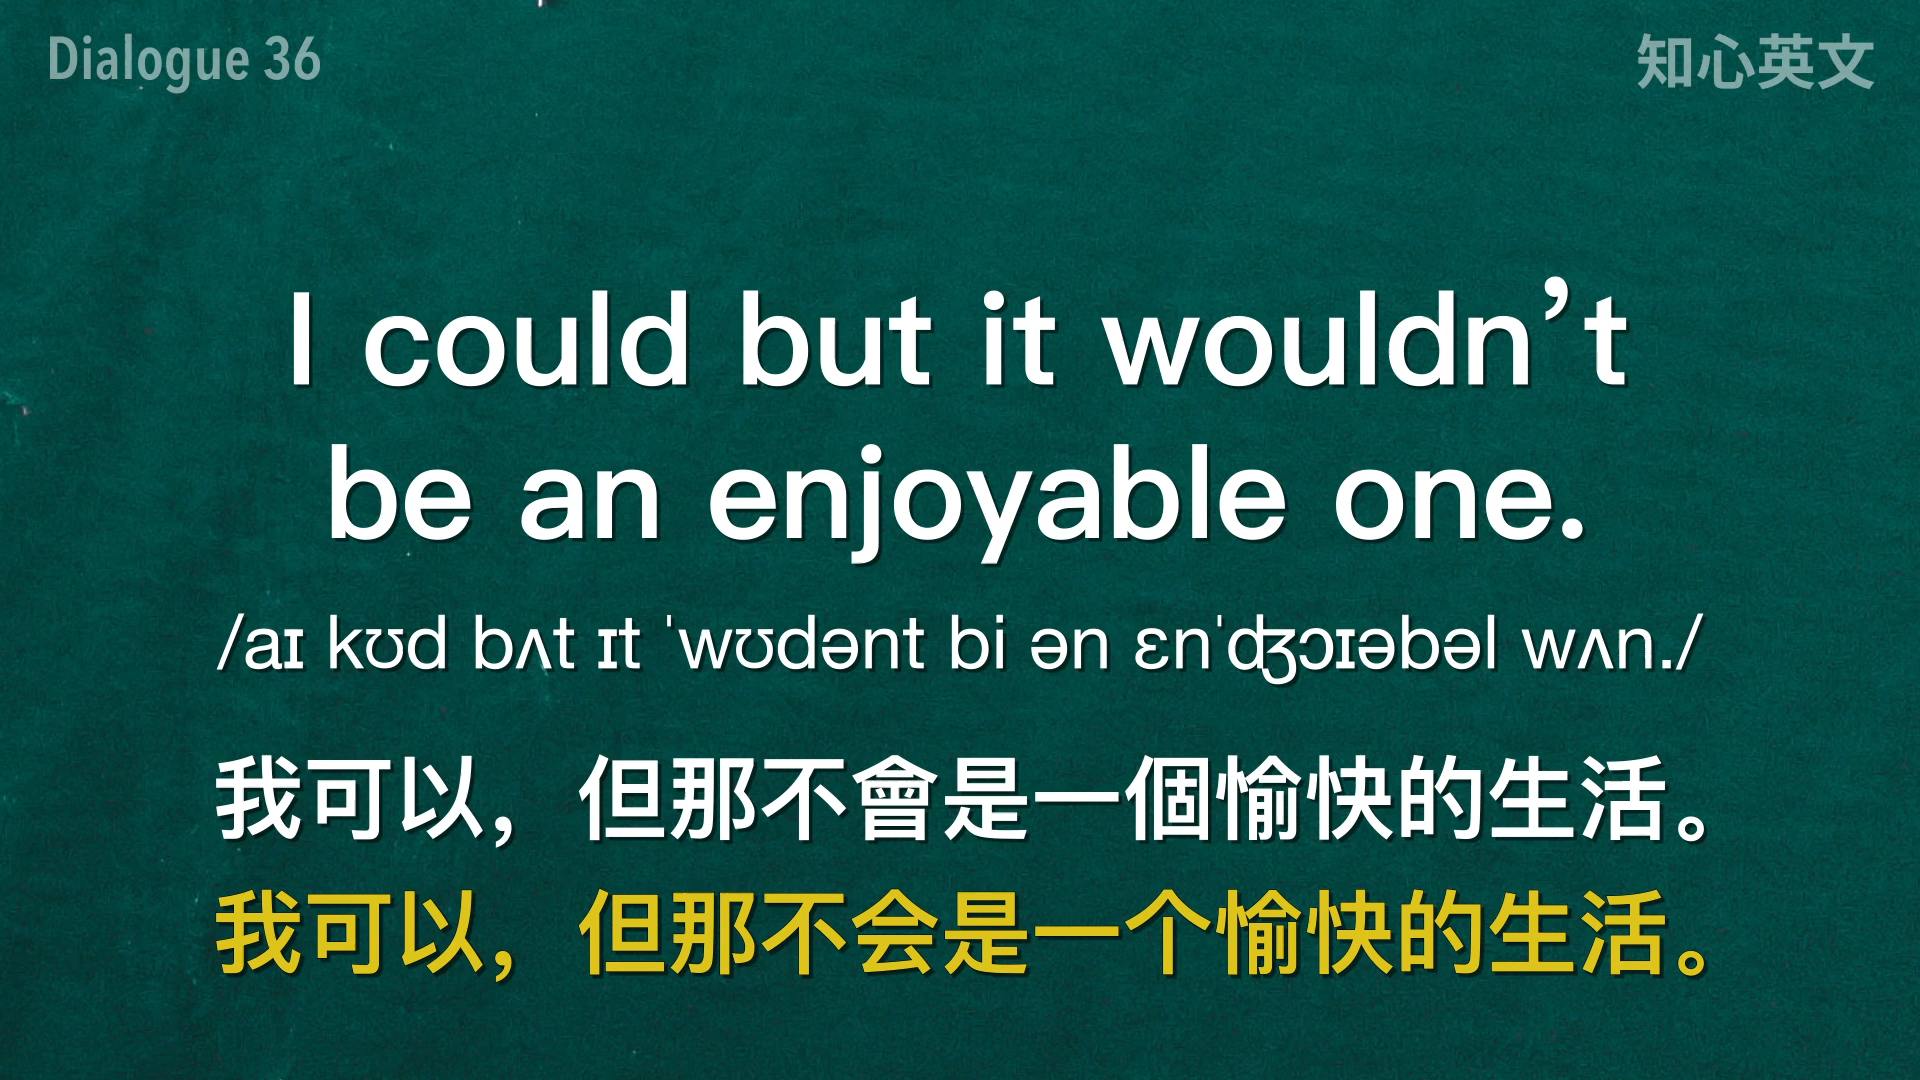 Dialogue 36
知心英文
I could but it wouldn’t
be an enjoyable one.
/aɪ kʊd bʌt ɪt ˈwʊdənt bi ən ɛnˈʤɔɪəbəl wʌn./
我可以，但那不會是一個愉快的生活。
我可以，但那不会是一个愉快的生活。